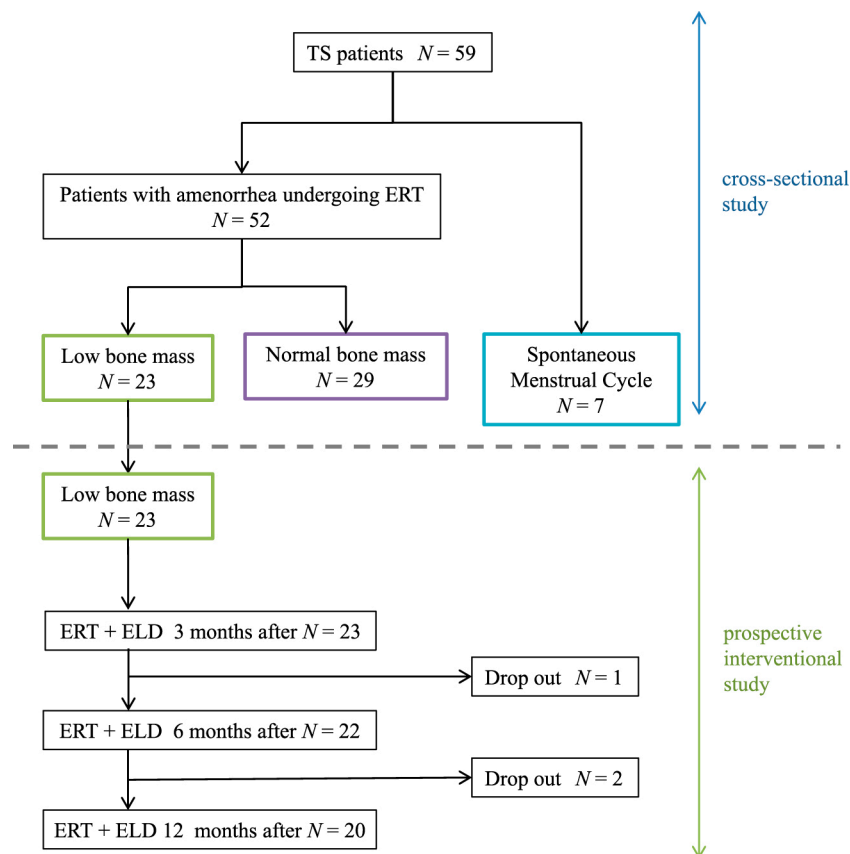 TS patients N = 59
cross-sectional
study
Patients with amenorrhea undergoing ERT
N = 52
Low bone mass
N = 23
Normal bone mass
N = 29
Spontaneous
Menstrual Cycle
N = 7
Low bone mass
N = 23
ERT + ELD 3 months after N = 23
prospective
interventional
study
Drop out N = 1
ERT + ELD 6 months after N = 22
Drop out N = 2
ERT + ELD 12 months after N = 20